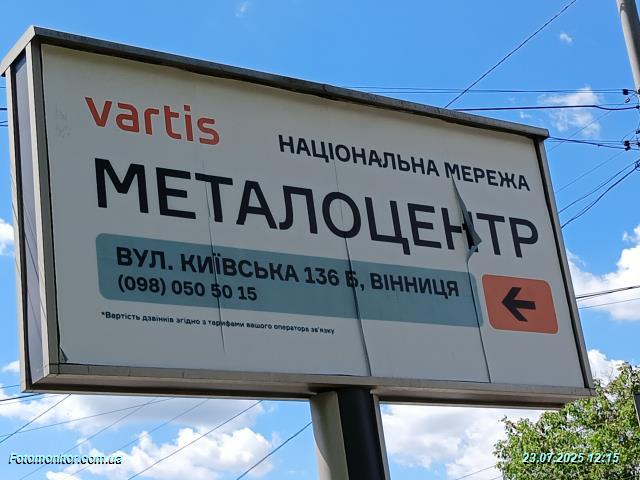 vartis
НАЦІОНАЛЬНА МЕРЕЖА
МЕТАЛОЦЕНТР
ВУЛ. КИЇВСЬКА 136 Б, ВІННИЦЯ
(098) 050 50 15
*Вартість дзвінків згідно з тарифами вашого оператора зв'язку
Fotomonitor.com.ua
23.07.2025 12:15